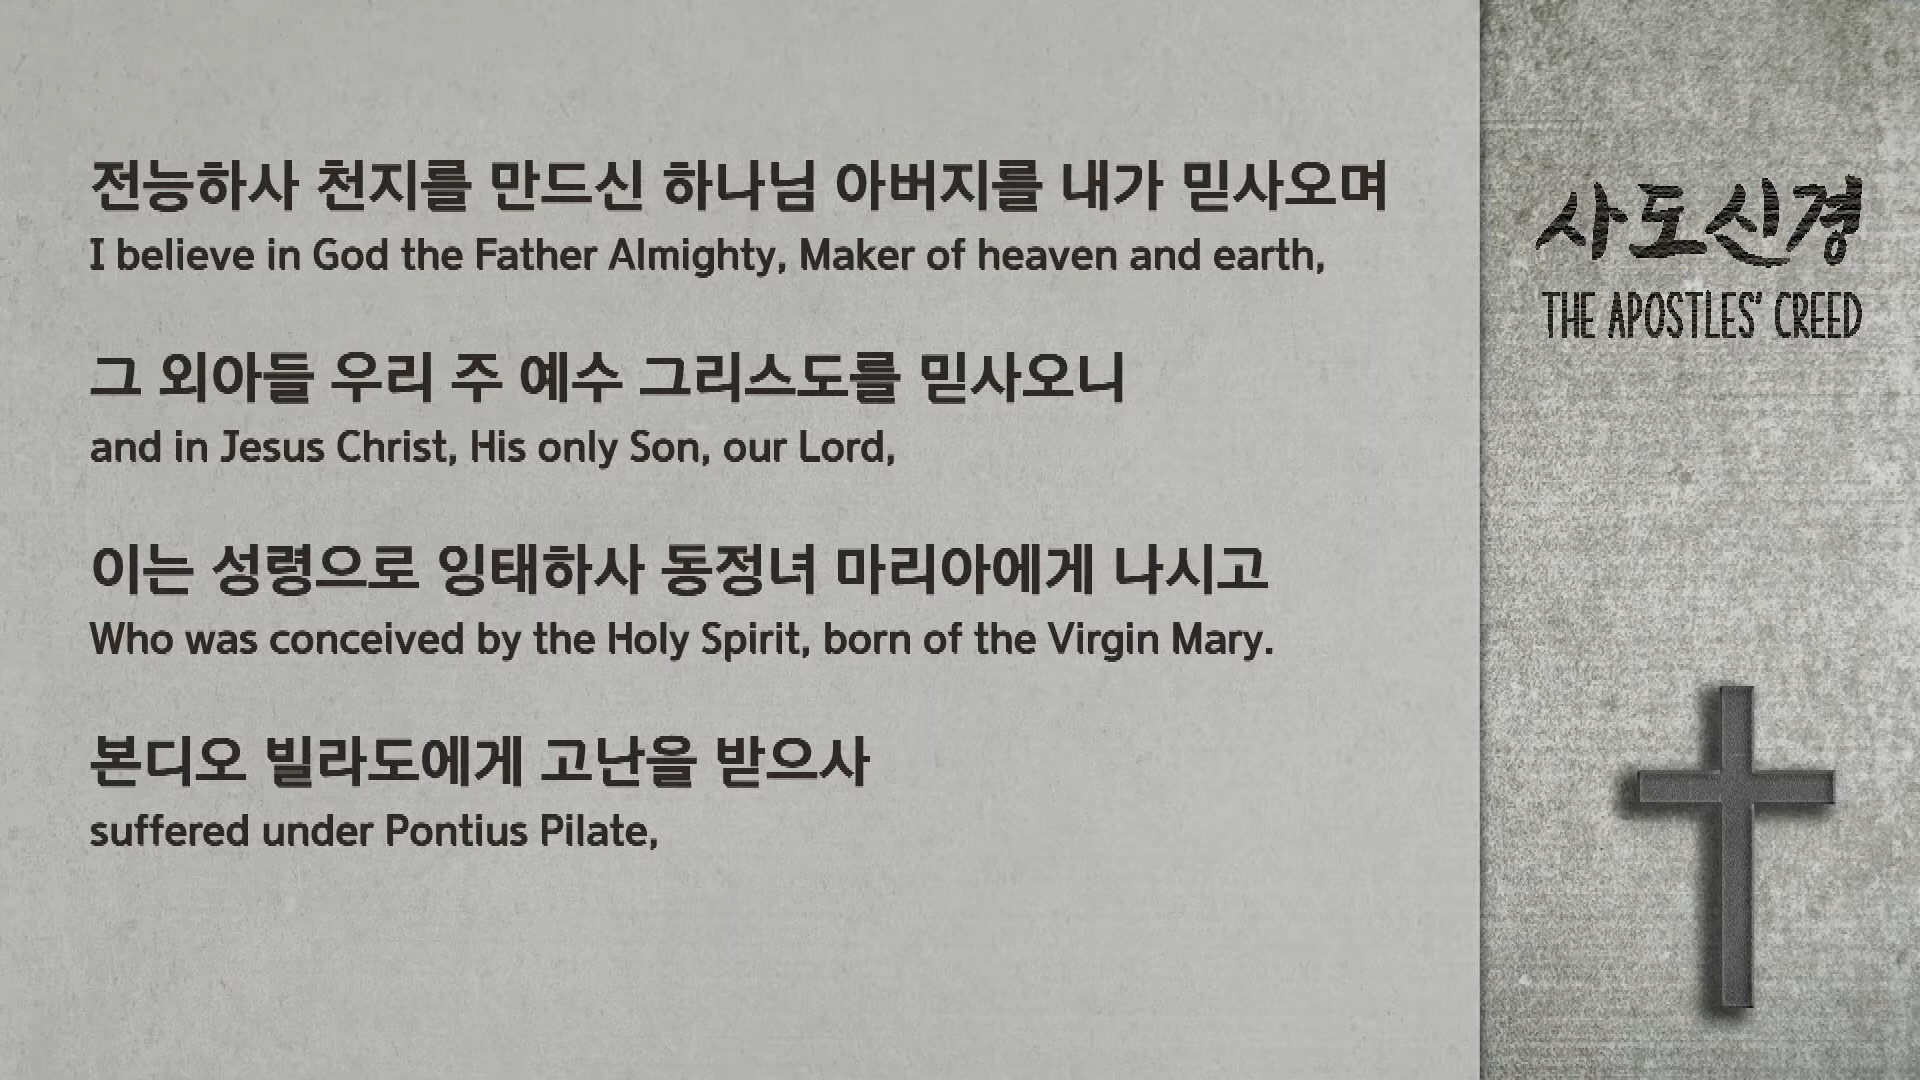 전능하사 천지를 만드신 하나님 아버지를 내가 믿사오며
I believe in God the Father Almighty, Maker of heaven and earth,
그 외아들 우리 주 예수 그리스도를 믿사오니
and in Jesus Christ, His only Son, our Lord,
이는 성령으로 잉태하사 동정녀 마리아에게 나시고
Who was conceived by the Holy Spirit, born of the Virgin Mary.
본디오 빌라도에게 고난을 받으사
suffered under Pontius Pilate,
사도신경
THE APOSTLES' CREED